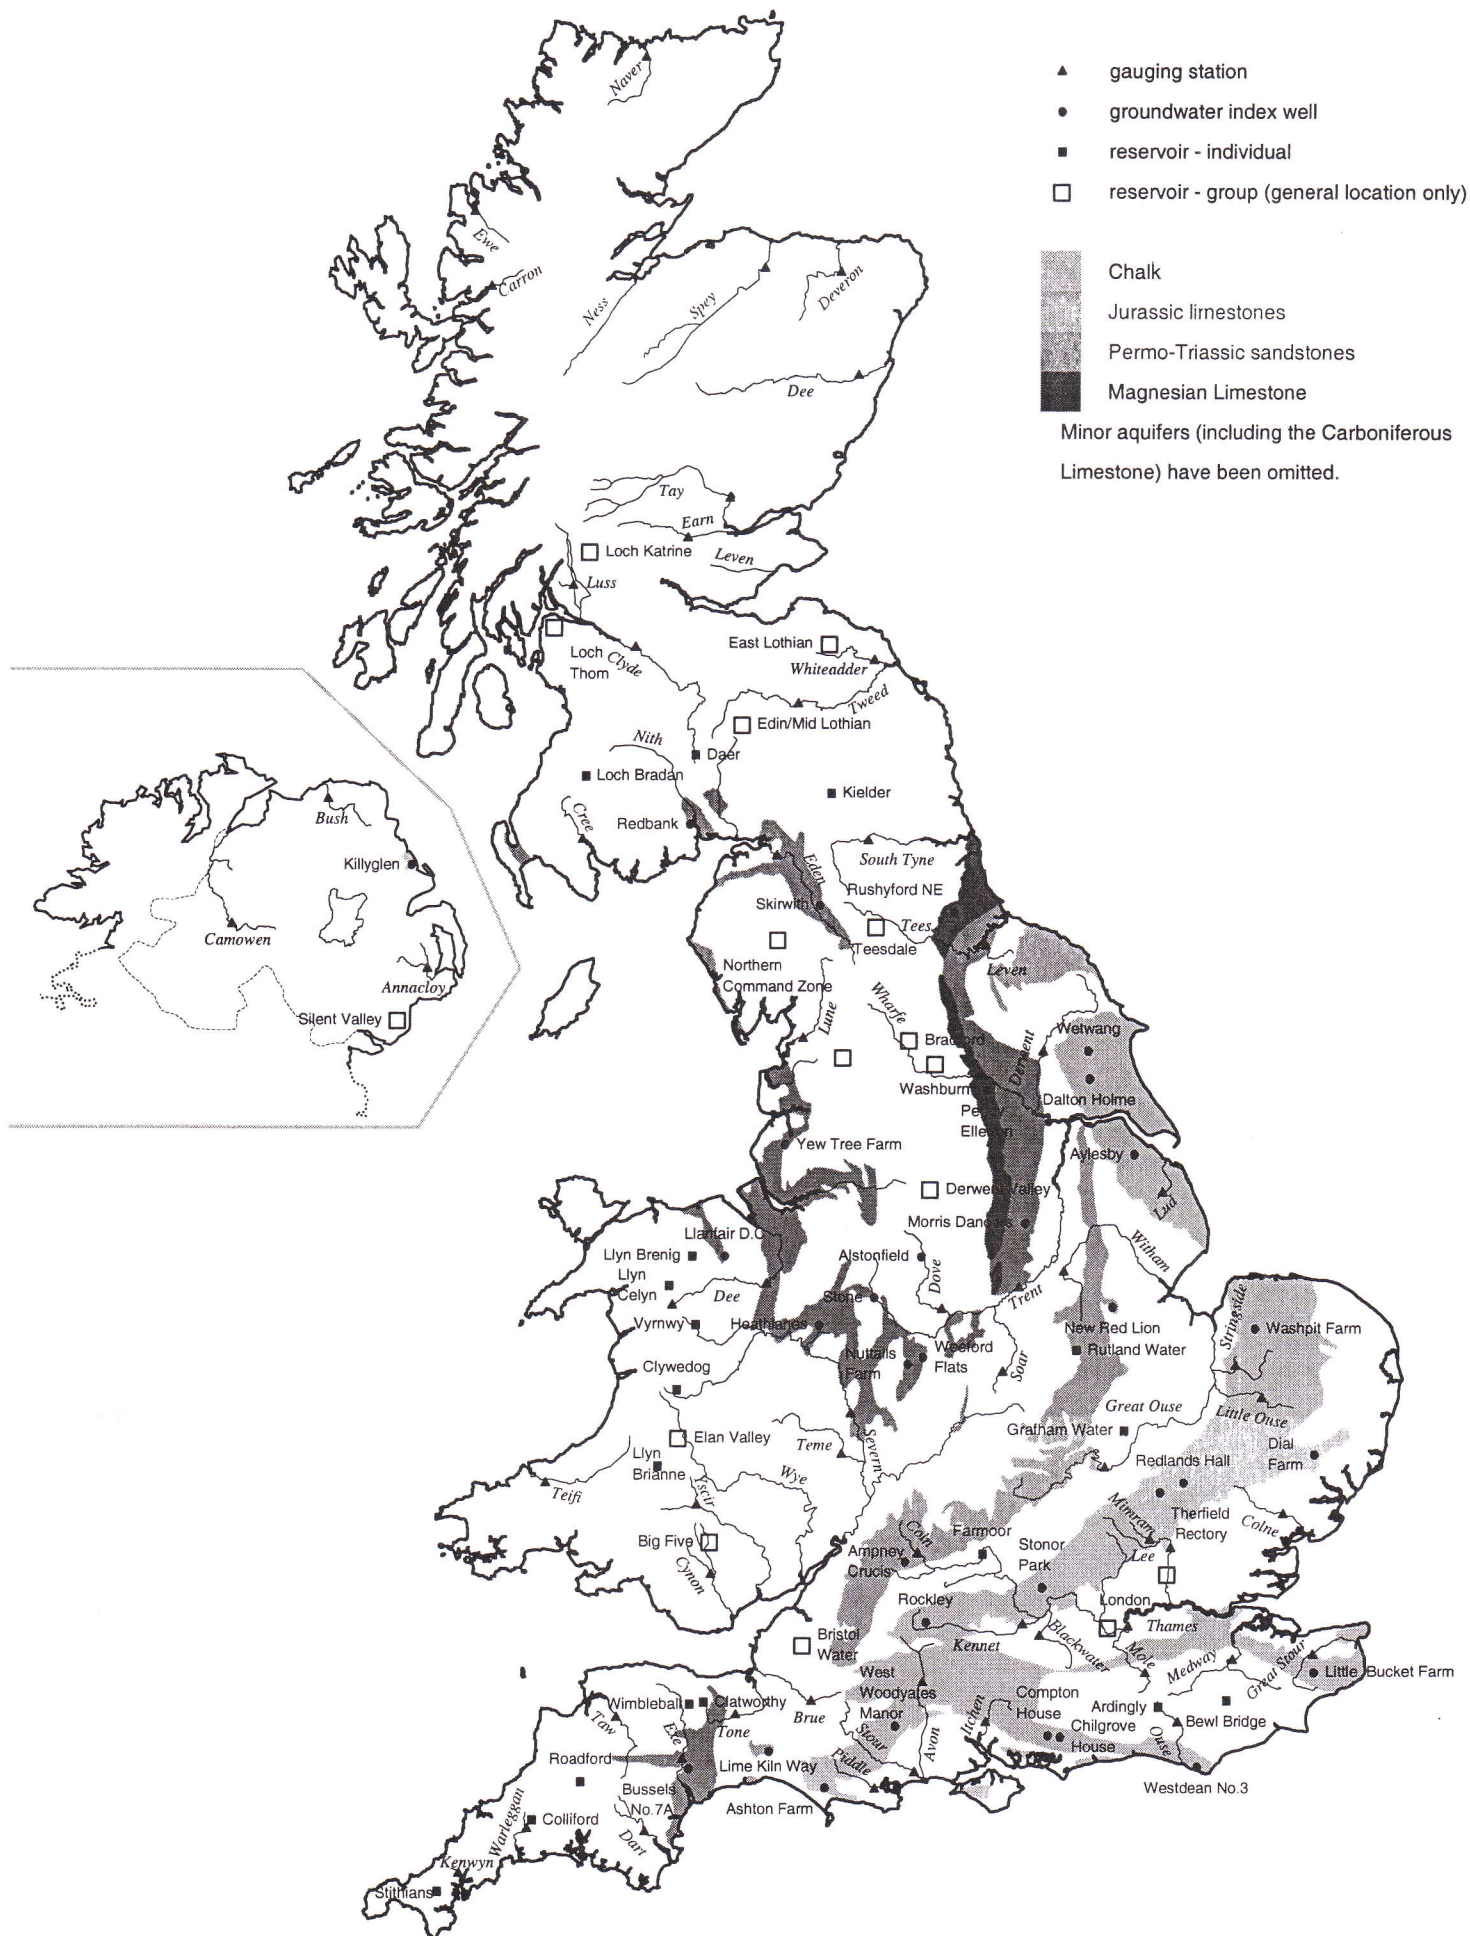 gauging station
groundwater index well
reservoir - individual
reservoir - group (general location only)
Chalk
Jurassic limestones
Permo-Triassic sandstones
Magnesian Limestone
Minor aquifers (including the Carboniferous
Limestone) have been omitted.
Naver
Ewe
Carron
Ness
Spey
Deveron
Dee
Tay
Earn
Loch Katrine
Leven
Luss
Loch
Thom
Clyde
East Lothian
Whiteadder
Tweed
Edin/Mid Lothian
Nith
Daer
Loch Bradan
Kielder
Cree
Redbank
Bush
Killyglen
Camowen
Annacloy
Silent Valley
Eden
South Tyne
Rushyford NE
Skirwith
Tees
Teesdale
Northern
Command Zone
Leven
Lune
Wharfe
Bradford
Washburn
Derwent
Wetwang
Dalton Holme
Yew Tree Farm
Aylesby
Lud
Derwent Valley
Morris Dancers
Llanfair D.C
Llyn Brenig
Llyn
Celyn
Dee
Vyrnwy
Alstonfield
Dove
Witham
Stone
Trent
Heathlanes
Nuttalls
Farm
Weeford
Flats
Soar
New Red Lion
Rutland Water
Stringside
Washpit Farm
Clywedog
Great Ouse
Little Ouse
Grafham Water
Elan Valley
Teme
Severn
Llyn
Brianne
Wye
Yscir
Teifi
Redlands Hall
Dial
Farm
Mimram
Therfield
Rectory
Colne
Big Five
Cynon
Coln
Farmoor
Ampney
Crucis
Stonor
Park
Lee
London
Rockley
Kennet
Blackwater
Thames
Mole
Medway
Great Stour
Little Bucket Farm
Bristol
Water
West
Woodyates
Manor
Wimbleball
Clatworthy
Brue
Taw
Exe
Tone
Stour
Avon
Itchen
Compton
House
Chilgrove
House
Ardingly
Bewl Bridge
Ouse
Roadford
Lime Kiln Way
Piddle
Bussels
No.7A
Ashton Farm
Westdean No.3
Warleggan
Colliford
Dart
Kenwyn
Stithians